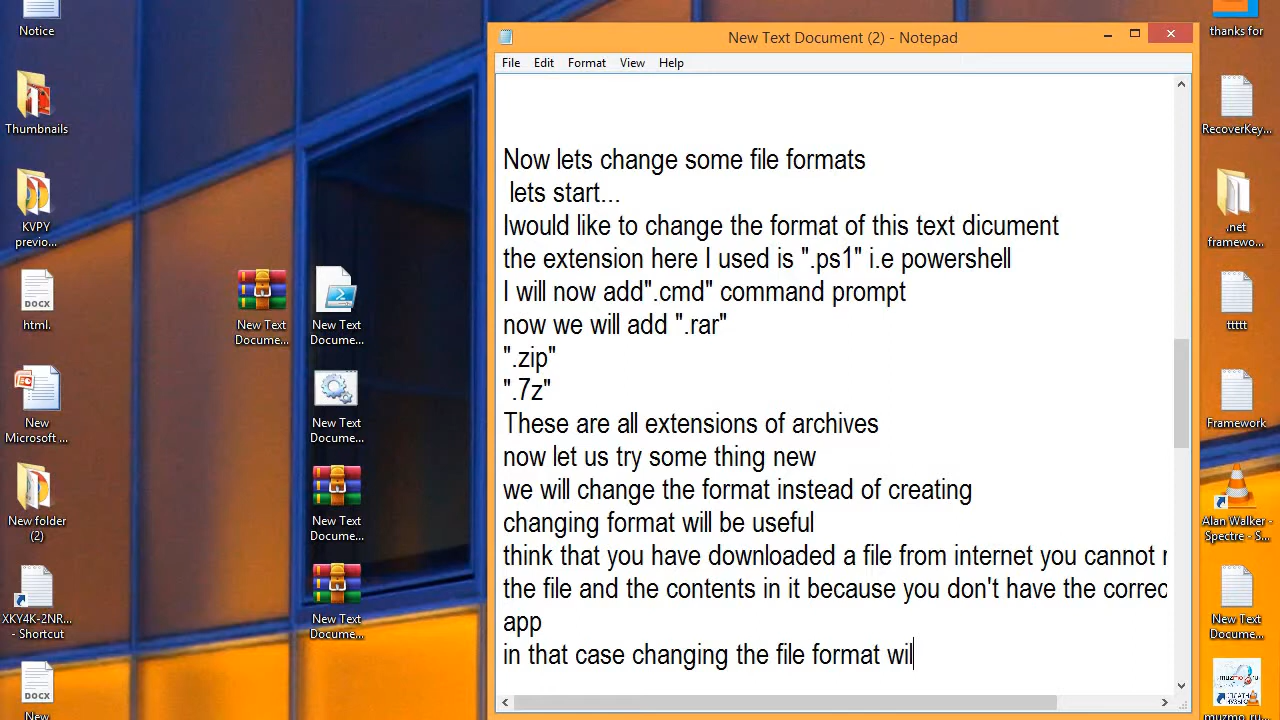 Notice
Thumbnails
KVPY
previo...
html.
New
Microsoft ...
New folder
(2)
XKY4K-2NR...
- Shortcut
New
New Text
Docume...
New Text
Docume...
New Text
Docume...
New Text
Docume...
New Text
Docume...
New Text Document (2) - Notepad
File Edit Format View Help
Now lets change some file formats
lets start...
Iwould like to change the format of this text dicument
the extension here I used is ".ps1" i.e powershell
I will now add".cmd" command prompt
now we will add ".rar"
".zip"
".7z"
These are all extensions of archives
now let us try some thing new
we will change the format instead of creating
changing format will be useful
think that you have downloaded a file from internet you cannot r
the file and the contents in it because you don't have the correc
app
in that case changing the file format wil
thanks for
RecoverKey...
.net
framewo...
ttttt
Framework
Alan Walker -
Spectre - S...
New Text
Docume...
muzmo.ru
muzmo.ru...
DOCX
DOCX